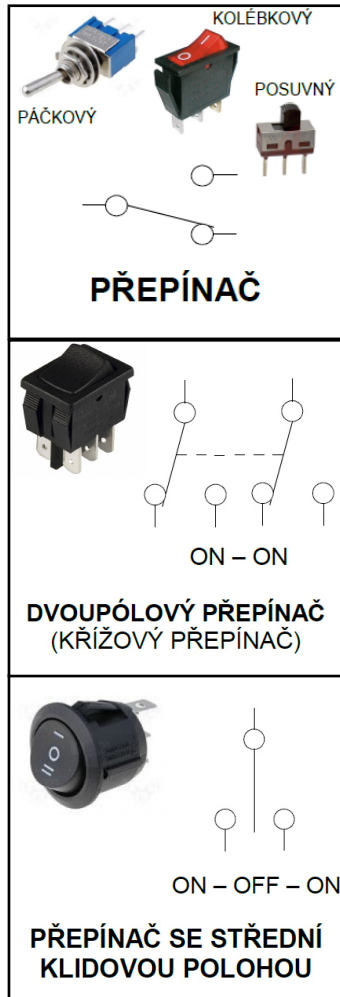 KOLÉBKOVÝ
PÁČKOVÝ
POSUVNÝ
PŘEPÍNAČ
ON – ON
DVOUPÓLOVÝ PŘEPÍNAČ
(KŘÍŽOVÝ PŘEPÍNAČ)
ON – OFF – ON
PŘEPÍNAČ SE STŘEDNÍ
KLIDOVOU POLOHOU